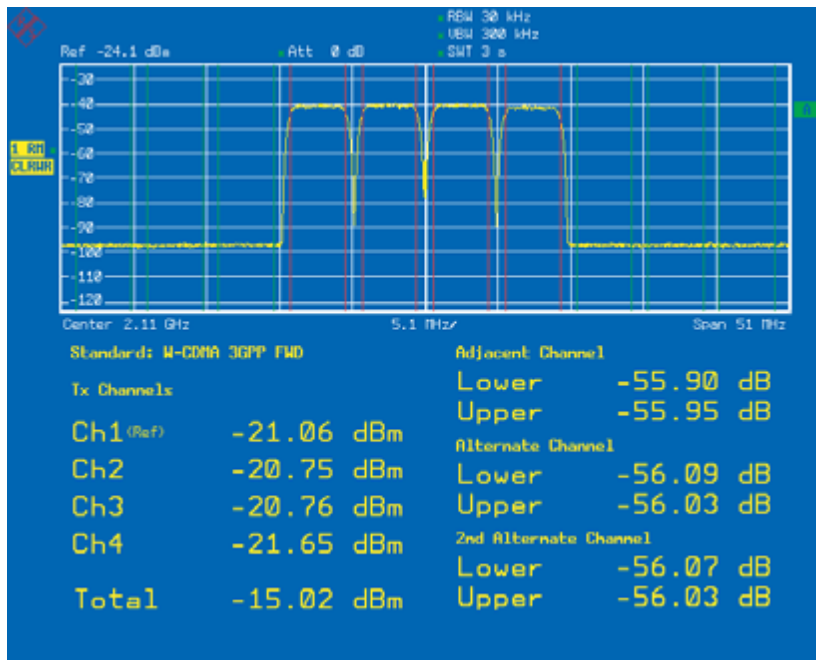 RBW 30 kHz
VBW 300 kHz
Ref -24.1 dBm Att 0 dB SWT 3 s
-30
-40
A
-50
1 RM
-60
CLRWR
-70
-80
-90
-100
-110
-120
Center 2.11 GHz 5.1 MHz/ Span 51 MHz
Standard: W-CDMA 3GPP FWD
Tx Channels
Ch1 (Ref) -21.06 dBm
Ch2 -20.75 dBm
Ch3 -20.76 dBm
Ch4 -21.65 dBm
Total -15.02 dBm
Adjacent Channel
Lower -55.90 dB
Upper -55.95 dB
Alternate Channel
Lower -56.09 dB
Upper -56.03 dB
2nd Alternate Channel
Lower -56.07 dB
Upper -56.03 dB